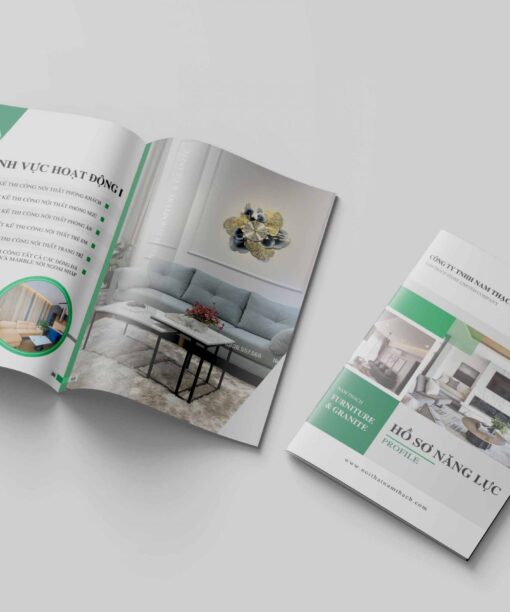 NH VỰC HOẠT ĐỘNG I
KẾ THI CÔNG NỘI THẤT PHÒNG KHÁCH
KẾ THI CÔNG NỘI THẤT PHÒNG NGỦ
KẾ THI CÔNG NỘI THẤT PHÒNG ĂN
ẾT KẾ THI CÔNG NỘI THẤT TRẺ EM
THI CÔNG NỘI THẤT TRANG TRÍ
CÔNG TẤT CẢ CÁC DÒNG ĐÁ
MARBLE NỘI NGOẠI NHẬP
CÔNG TY TNHH NAM THẠC
NAM THẠCH
FURNITURE
& GRANITE
HỒ SƠ NĂNG LỰC
PROFILE
www.noithatnamthach.com